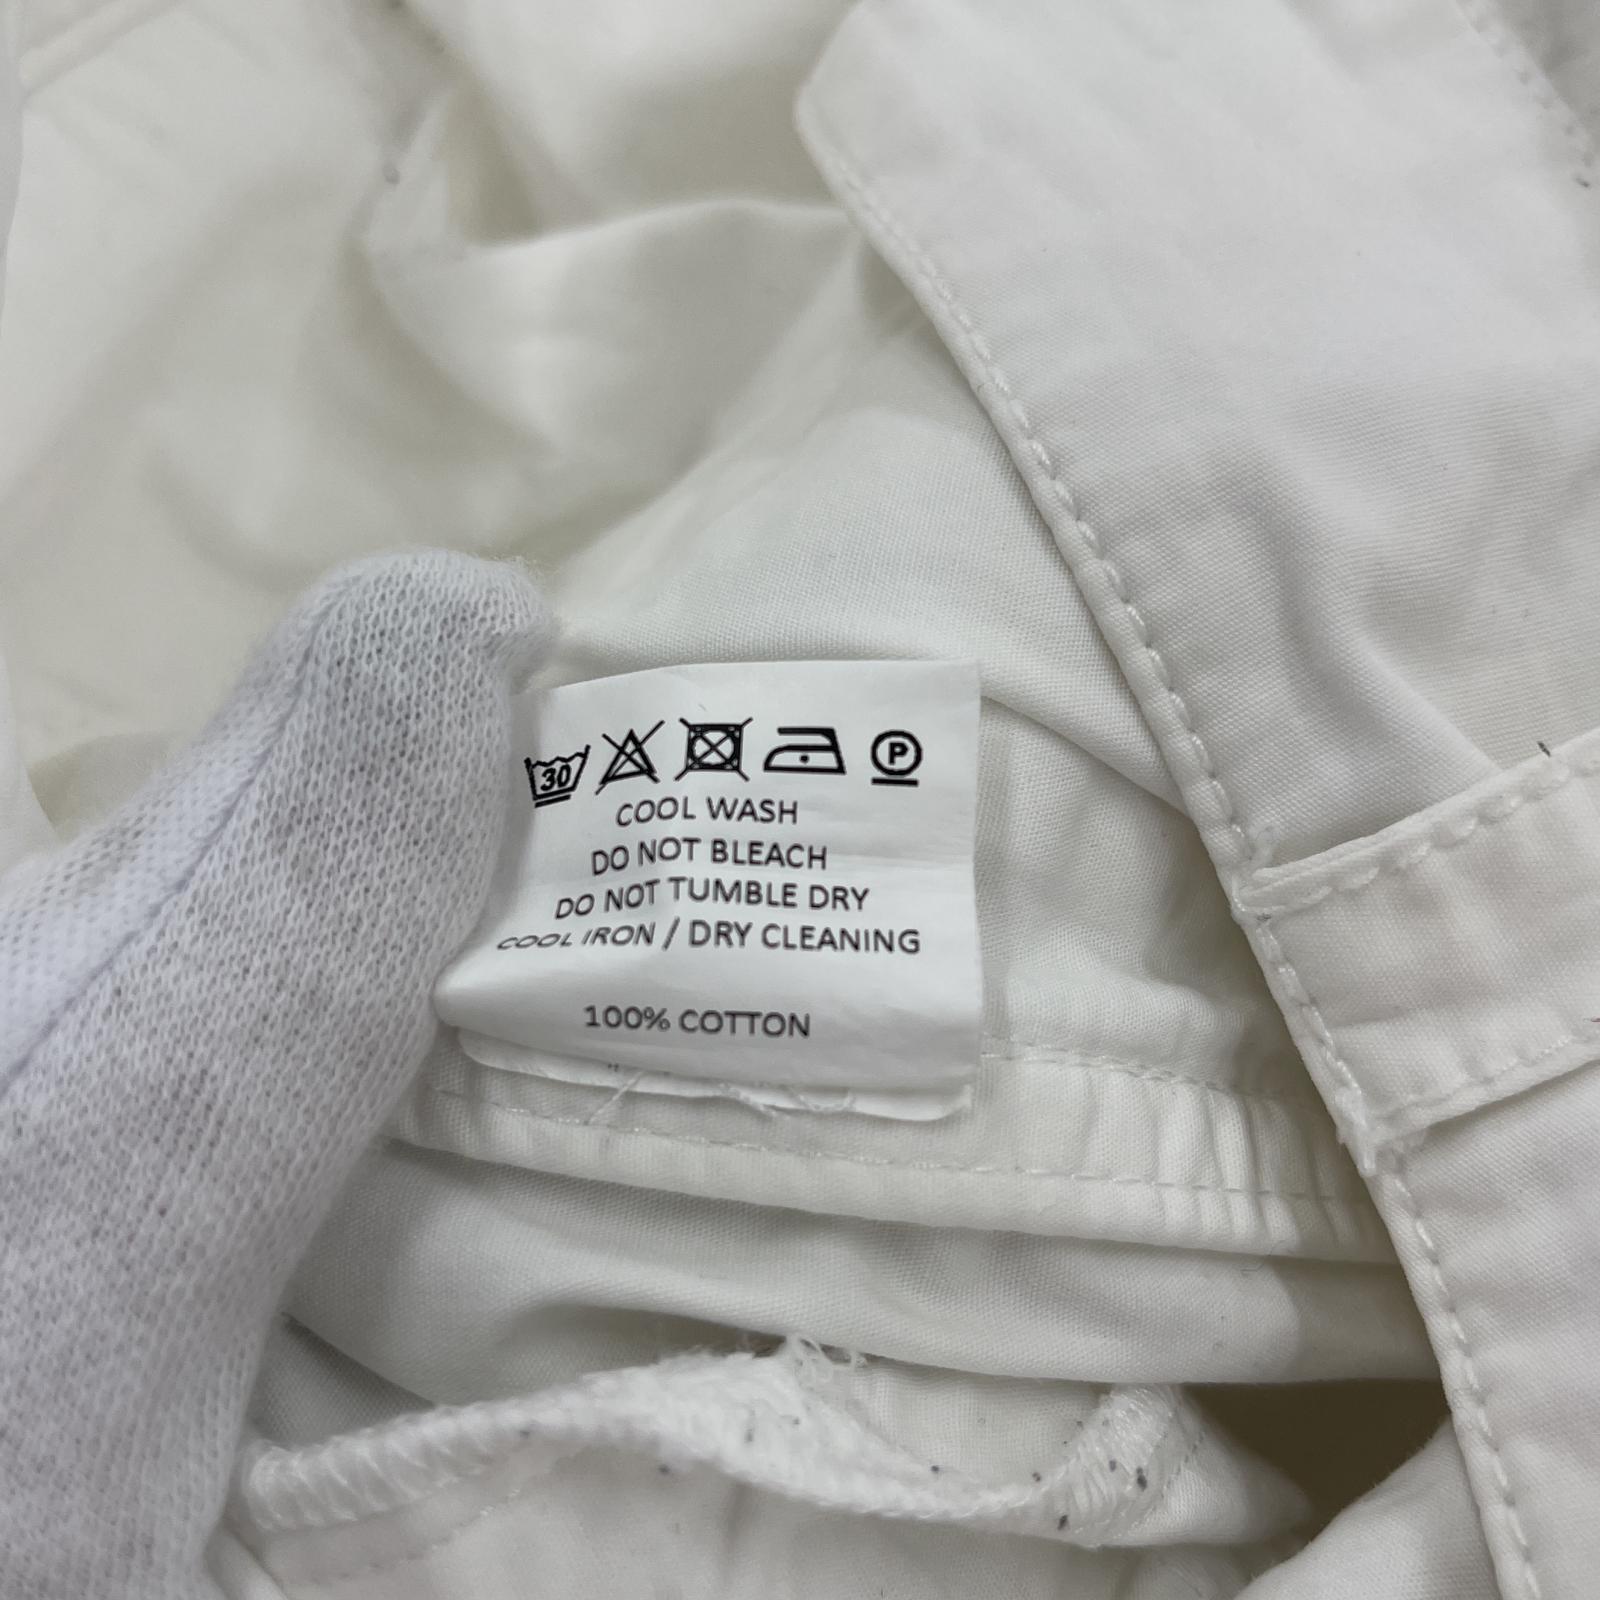 30 P
COOL WASH
DO NOT BLEACH
DO NOT TUMBLE DRY
COOL IRON / DRY CLEANING
100% COTTON